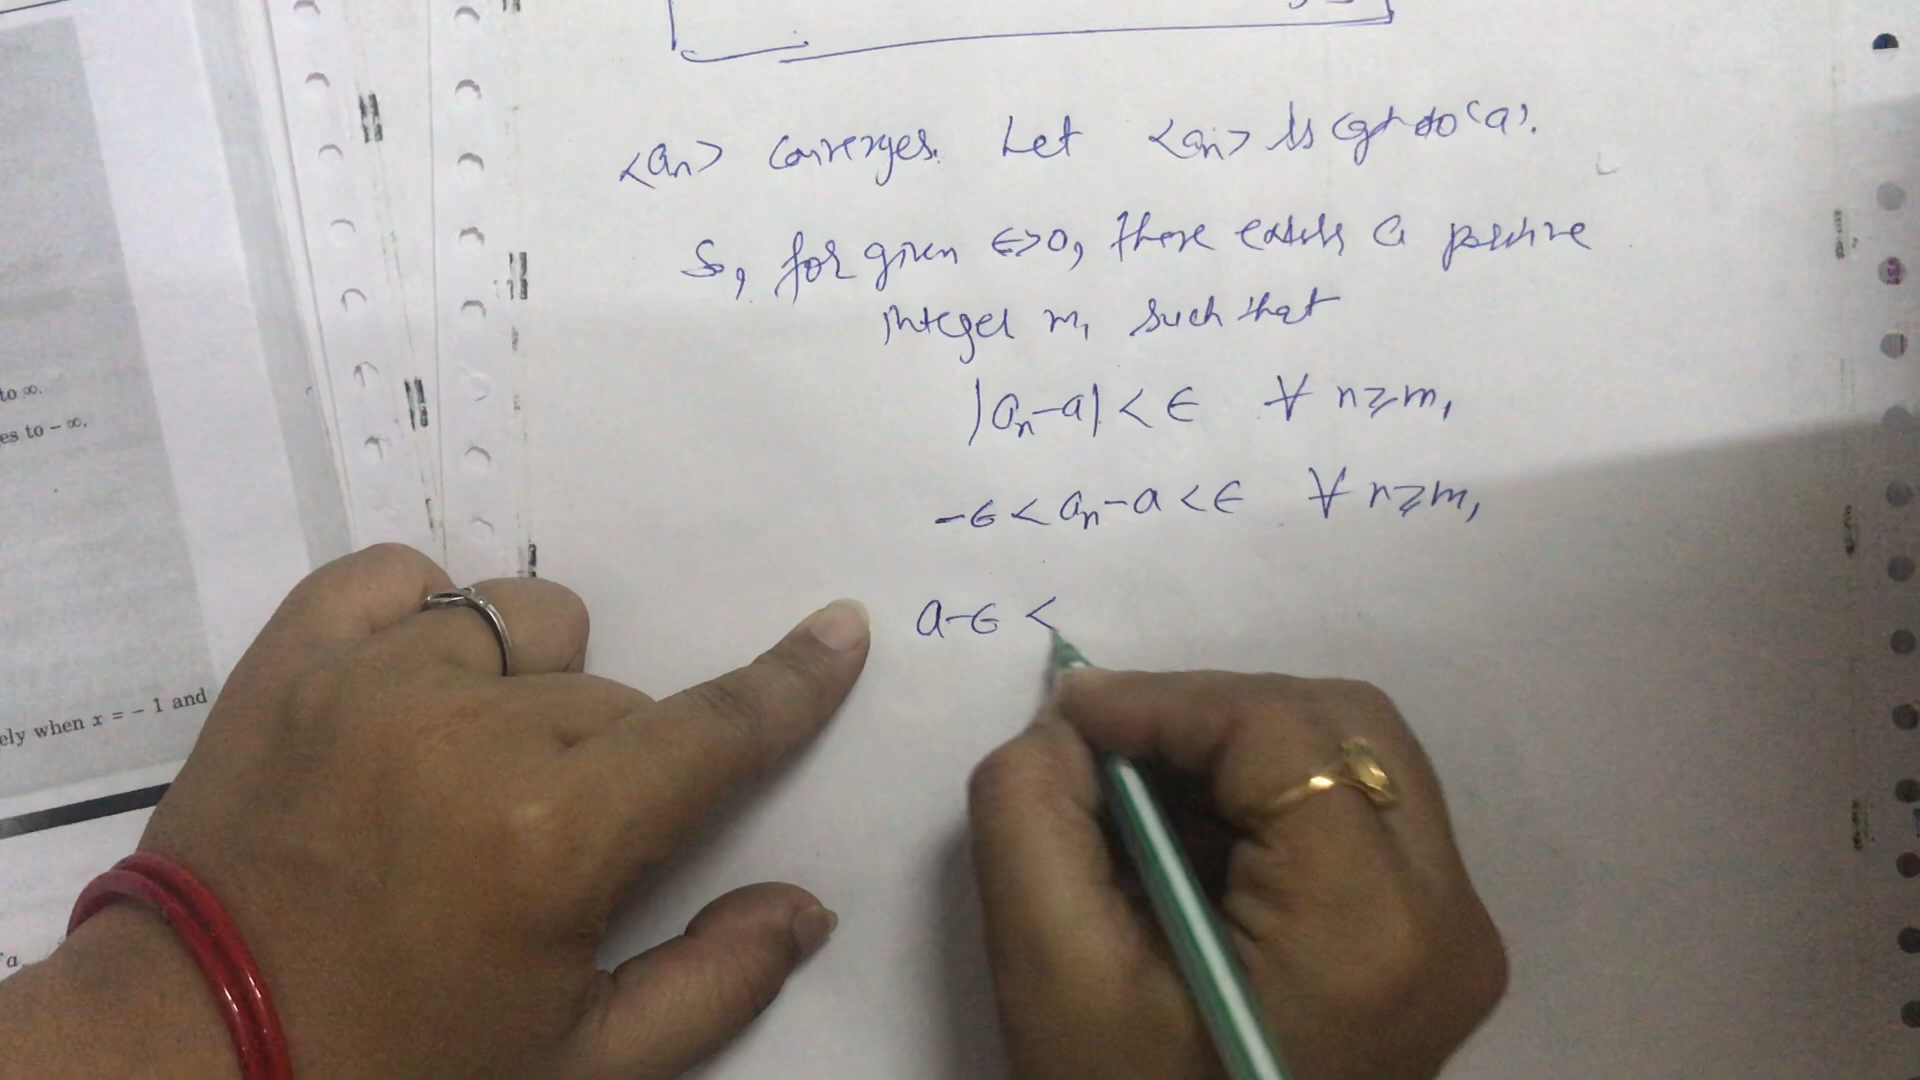 to ∞.
es to – ∞.
ely when x = – 1 and
a
<an> converges. Let <an> is cgt to 'a'.
So, for given ϵ>0, there exists a positive
integer m₁ such that
|an-a| < ϵ ∀ n≥m₁
-ϵ < an-a < ϵ ∀ n≥m₁
a-ϵ <